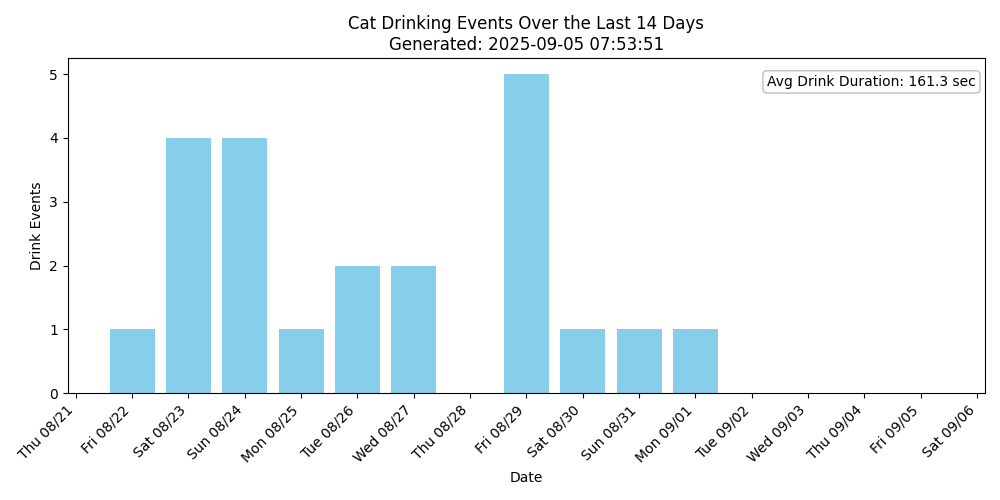 Cat Drinking Events Over the Last 14 Days
Generated: 2025-09-05 07:53:51
Avg Drink Duration: 161.3 sec
Drink Events
5
4
3
2
1
0
Thu 08/21
Fri 08/22
Sat 08/23
Sun 08/24
Mon 08/25
Tue 08/26
Wed 08/27
Thu 08/28
Fri 08/29
Sat 08/30
Sun 08/31
Mon 09/01
Tue 09/02
Wed 09/03
Thu 09/04
Fri 09/05
Sat 09/06
Date